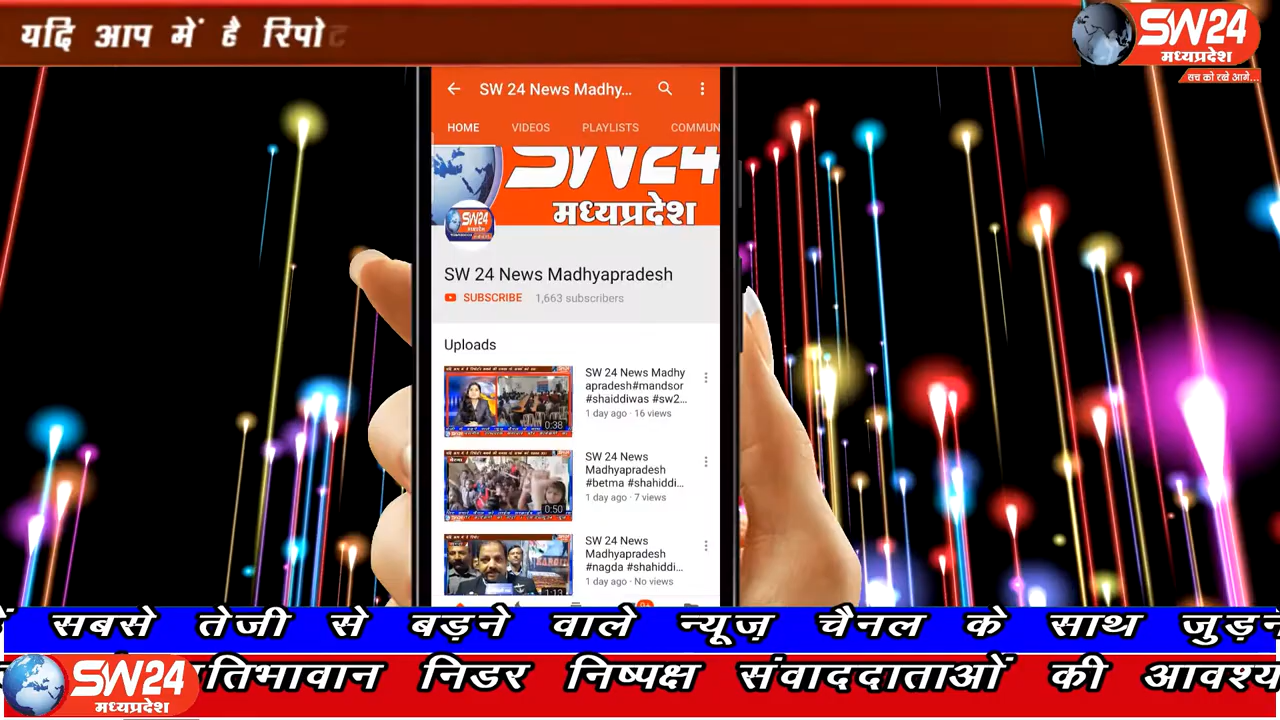 यदि आप में है रिपोट
SW24
मध्यप्रदेश
सच को रखे आगे...
SW 24 News Madhy...
HOME VIDEOS PLAYLISTS COMMUN
SW24
मध्यप्रदेश
SW24
SW 24 News Madhyapradesh
SUBSCRIBE 1,663 subscribers
Uploads
SW 24 News Madhy
apradesh#mandsor
#shaiddiwas #sw2...
1 day ago · 16 views
0:38
SW 24 News
Madhyapradesh
#betma #shahiddi...
1 day ago · 7 views
0:50
SW 24 News
Madhyapradesh
#nagda #shahiddi...
1 day ago · No views
1:13
सबसे तेजी से बड़ने वाले न्यूज़ चैनल के साथ जुड़न
SW24
मध्यप्रदेश
तिभावान निडर निष्पक्ष संवाददाताओं की आवश्य